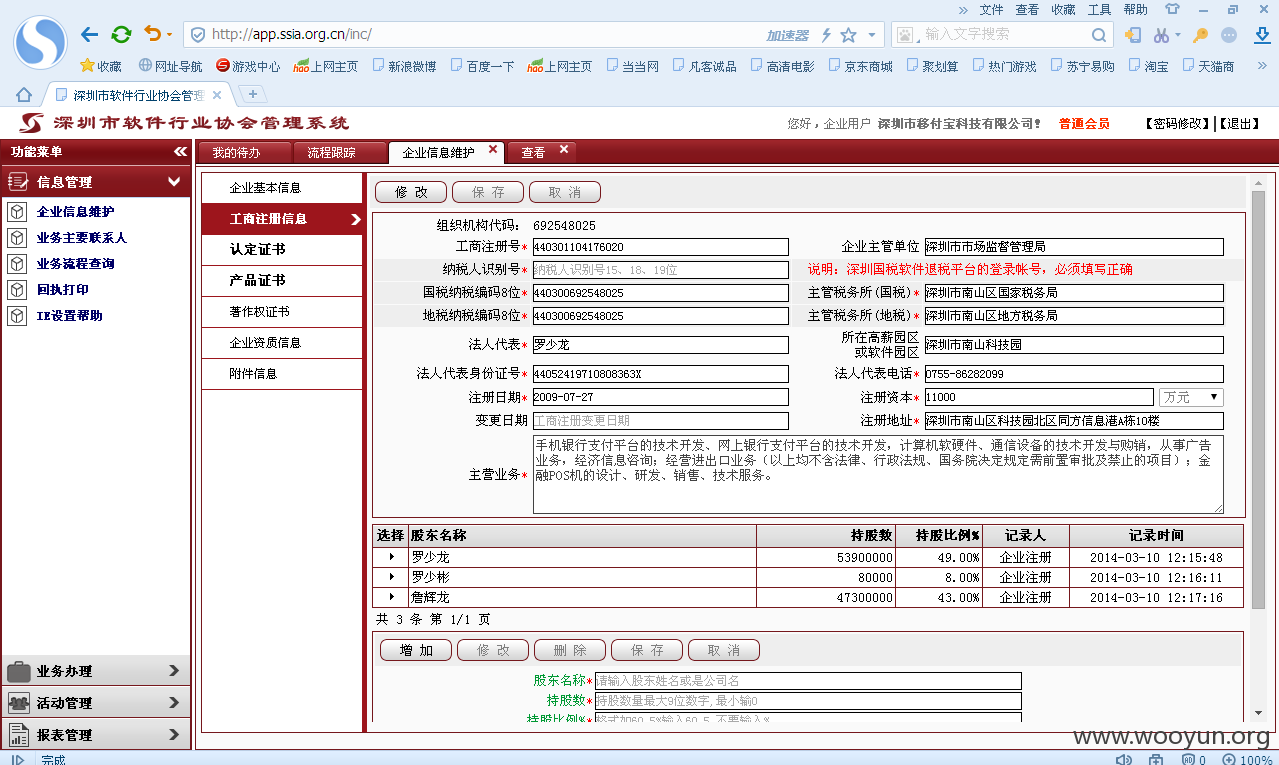 » 文件 查看 收藏 工具 帮助
http://app.ssia.org.cn/inc/ 加速器 输入文字搜索
收藏 网址导航 游戏中心 hao上网主页 新浪微博 百度一下 hao上网主页 当当网 凡客诚品 高清电影 京东商城 聚划算 热门游戏 苏宁易购 淘宝 天猫商 »
深圳市软件行业协会管理
深圳市软件行业协会管理系统 您好，企业用户 深圳市移付宝科技有限公司! 普通会员 【密码修改】|【退出】
功能菜单 我的待办 流程跟踪 企业信息维护 查看
信息管理
企业信息维护
业务主要联系人
业务流程查询
回执打印
IE设置帮助
业务办理
活动管理
报表管理
企业基本信息
工商注册信息
认定证书
产品证书
著作权证书
企业资质信息
附件信息
修 改 保 存 取 消
组织机构代码： 692548025
工商注册号* 440301104176020 企业主管单位 深圳市市场监督管理局
纳税人识别号* 纳税人识别号15、18、19位 说明：深圳国税软件退税平台的登录帐号，必须填写正确
国税纳税编码8位* 440300692548025 主管税务所(国税)* 深圳市南山区国家税务局
地税纳税编码8位* 440300692548025 主管税务所(地税)* 深圳市南山区地方税务局
法人代表* 罗少龙 所在高薪园区
或软件园区 深圳市南山科技园
法人代表身份证号* 44052419710808363X 法人代表电话* 0755-86282099
注册日期* 2009-07-27 注册资本* 11000 万元
变更日期 工商注册变更日期 注册地址* 深圳市南山区科技园北区同方信息港A栋10楼
主营业务* 手机银行支付平台的技术开发、网上银行支付平台的技术开发，计算机软硬件、通信设备的技术开发与购销，从事广告
业务，经济信息咨询；经营进出口业务（以上均不含法律、行政法规、国务院决定规定需前置审批及禁止的项目）；金
融POS机的设计、研发、销售、技术服务。
选择 股东名称 持股数 持股比例% 记录人 记录时间
罗少龙 53900000 49.00% 企业注册 2014-03-10 12:15:48
罗少彬 80000 8.00% 企业注册 2014-03-10 12:16:11
詹辉龙 47300000 43.00% 企业注册 2014-03-10 12:17:16
共 3 条 第 1/1 页
增 加 修 改 删 除 保 存 取 消
股东名称* 请输入股东姓名或是公司名
持股数* 持股数量最大9位数字,最小输0
持股比例%* 格式如60.5%输入60.5,不要输入%
www.wooyun.org
完成 0 100%